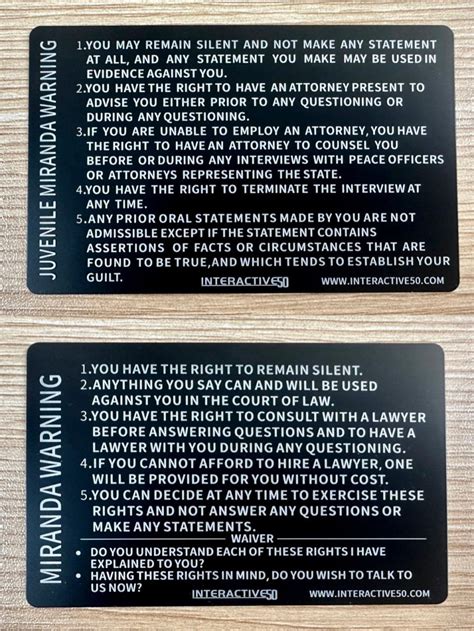 JUVENILE MIRANDA WARNING
1.YOU MAY REMAIN SILENT AND NOT MAKE ANY STATEMENT
AT ALL, AND ANY STATEMENT YOU MAKE MAY BE USED IN
EVIDENCE AGAINST YOU.
2.YOU HAVE THE RIGHT TO HAVE AN ATTORNEY PRESENT TO
ADVISE YOU EITHER PRIOR TO ANY QUESTIONING OR
DURING ANY QUESTIONING.
3.IF YOU ARE UNABLE TO EMPLOY AN ATTORNEY, YOU HAVE
THE RIGHT TO HAVE AN ATTORNEY TO COUNSEL YOU
BEFORE OR DURING ANY INTERVIEWS WITH PEACE OFFICERS
OR ATTORNEYS REPRESENTING THE STATE.
4.YOU HAVE THE RIGHT TO TERMINATE THE INTERVIEW AT
ANY TIME.
5.ANY PRIOR ORAL STATEMENTS MADE BY YOU ARE NOT
ADMISSIBLE EXCEPT IF THE STATEMENT CONTAINS
ASSERTIONS OF FACTS OR CIRCUMSTANCES THAT ARE
FOUND TO BE TRUE, AND WHICH TENDS TO ESTABLISH YOUR
GUILT.
INTERACTIVE50 WWW.INTERACTIVE50.COM
MIRANDA WARNING
1.YOU HAVE THE RIGHT TO REMAIN SILENT.
2.ANYTHING YOU SAY CAN AND WILL BE USED
AGAINST YOU IN THE COURT OF LAW.
3.YOU HAVE THE RIGHT TO CONSULT WITH A LAWYER
BEFORE ANSWERING QUESTIONS AND TO HAVE A
LAWYER WITH YOU DURING ANY QUESTIONING.
4.IF YOU CANNOT AFFORD TO HIRE A LAWYER, ONE
WILL BE PROVIDED FOR YOU WITHOUT COST.
5.YOU CAN DECIDE AT ANY TIME TO EXERCISE THESE
RIGHTS AND NOT ANSWER ANY QUESTIONS OR
MAKE ANY STATEMENTS.
WAIVER
• DO YOU UNDERSTAND EACH OF THESE RIGHTS I HAVE
EXPLAINED TO YOU?
• HAVING THESE RIGHTS IN MIND, DO YOU WISH TO TALK TO
US NOW?
INTERACTIVE50 WWW.INTERACTIVE50.COM